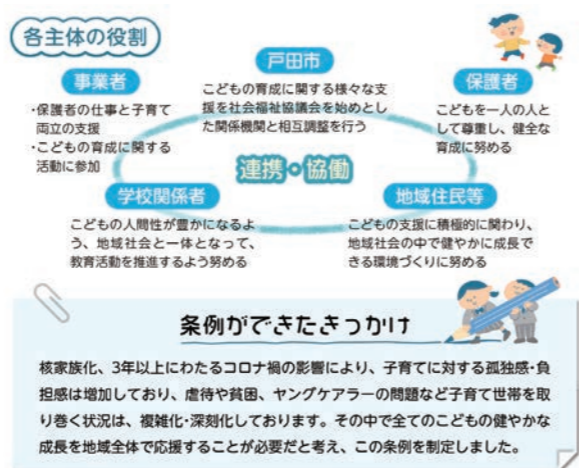 各主体の役割
戸田市
こどもの育成に関する様々な支
援を社会福祉協議会を始めとし
た関係機関と相互調整を行う
事業者
・保護者の仕事と子育て
両立の支援
・こどもの育成に関する
活動に参加
保護者
こどもを一人の人と
して尊重し、健全な
育成に努める
連携・協働
学校関係者
こどもの人間性が豊かになるよ
う、地域社会と一体となって、
教育活動を推進するよう努める
地域住民等
こどもの支援に積極的に関わり、
地域社会の中で健やかに成長で
きる環境づくりに努める
条例ができたきっかけ
核家族化、3年以上にわたるコロナ禍の影響により、子育てに対する孤独感・負
担感は増加しており、虐待や貧困、ヤングケアラーの問題など子育て世帯を取
り巻く状況は、複雑化・深刻化しております。その中で全てのこどもの健やかな
成長を地域全体で応援することが必要だと考え、この条例を制定しました。